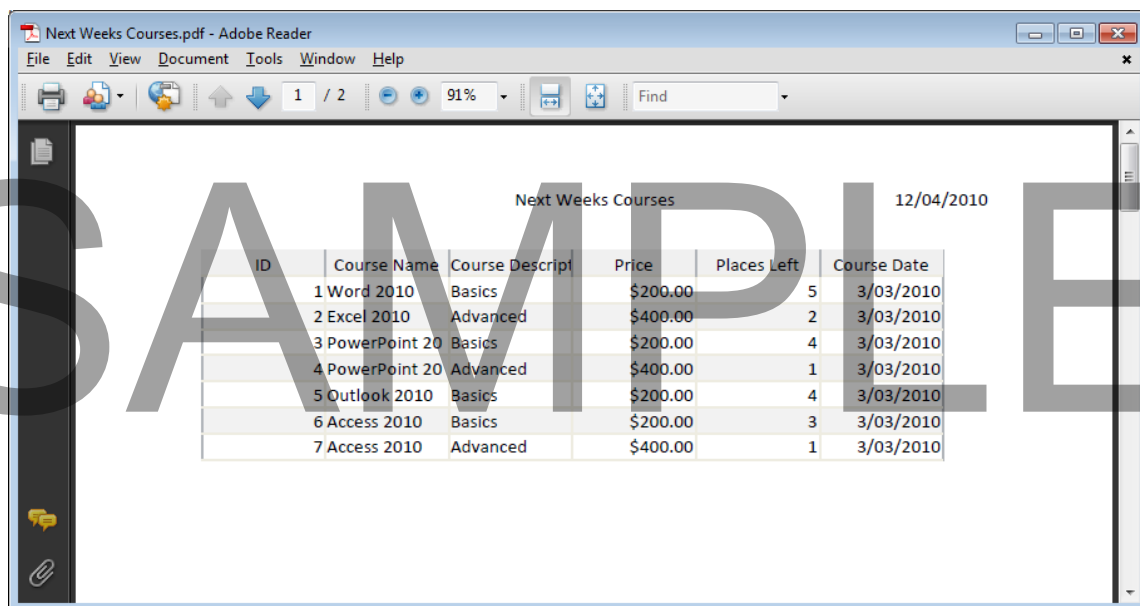 Next Weeks Courses.pdf - Adobe Reader
File Edit View Document Tools Window Help
1 / 2 91% Find
Next Weeks Courses 12/04/2010
SAMPLE
ID Course Name Course Descript Price Places Left Course Date
1 Word 2010 Basics $200.00 5 3/03/2010
2 Excel 2010 Advanced $400.00 2 3/03/2010
3 PowerPoint 20 Basics $200.00 4 3/03/2010
4 PowerPoint 20 Advanced $400.00 1 3/03/2010
5 Outlook 2010 Basics $200.00 4 3/03/2010
6 Access 2010 Basics $200.00 3 3/03/2010
7 Access 2010 Advanced $400.00 1 3/03/2010